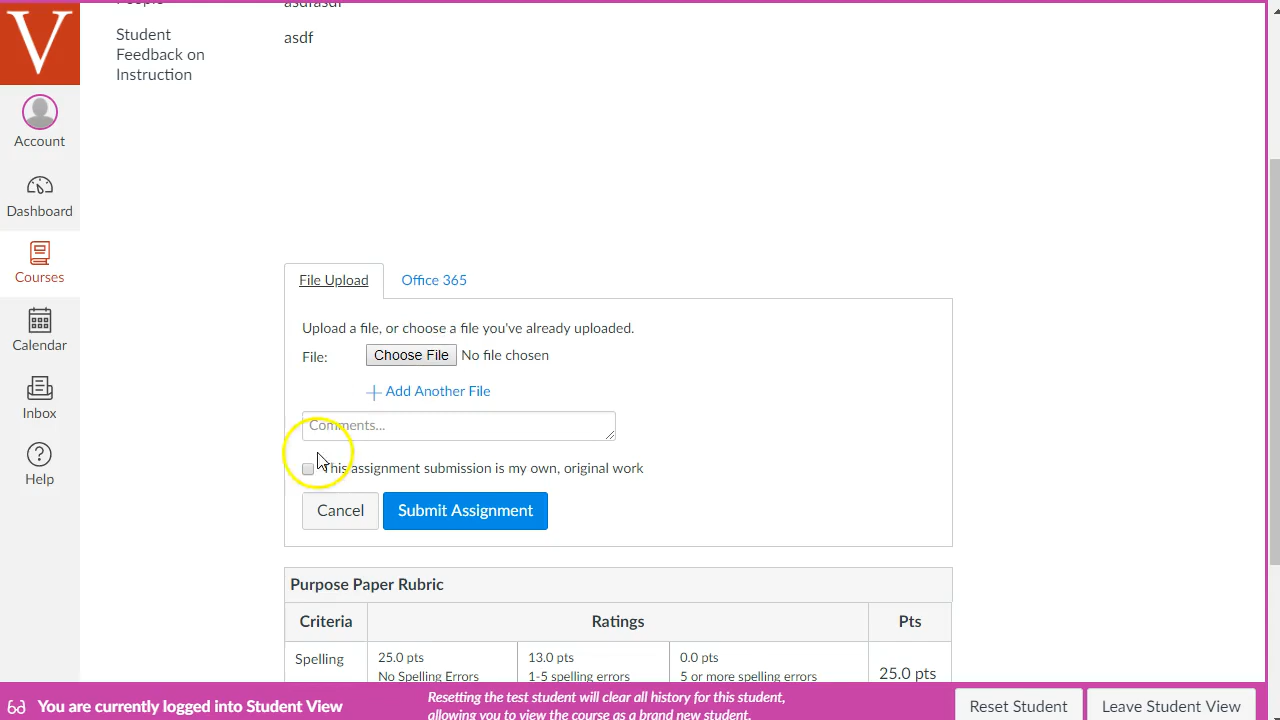 People
asdfasdf
V
Student
Feedback on
Instruction
asdf
Account
Dashboard
Courses
Calendar
Inbox
Help
File Upload
Office 365
Upload a file, or choose a file you've already uploaded.
File: Choose File No file chosen
Add Another File
Comments...
This assignment submission is my own, original work
Cancel Submit Assignment
Purpose Paper Rubric
Criteria Ratings Pts
Spelling
25.0 pts
No Spelling Errors
13.0 pts
1-5 spelling errors
0.0 pts
5 or more spelling errors
25.0 pts
You are currently logged into Student View
Resetting the test student will clear all history for this student,
allowing you to view the course as a brand new student.
Reset Student
Leave Student View